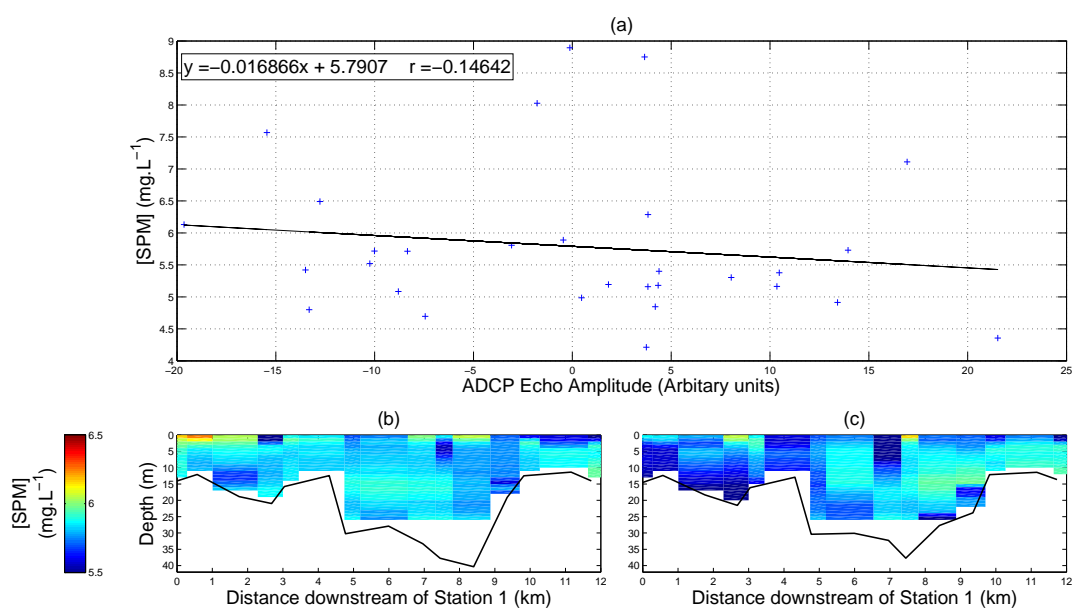 (a)
y =−0.016866x + 5.7907 r =−0.14642
9
8.5
8
7.5
7
6.5
6
5.5
5
4.5
4
[SPM] (mg.L−1)
−20 −15 −10 −5 0 5 10 15 20 25
ADCP Echo Amplitude (Arbitary units)
6.5
6
5.5
[SPM]
(mg.L−1)
(b)
0
5
10
15
20
25
30
35
40
Depth (m)
0 1 2 3 4 5 6 7 8 9 10 11 12
Distance downstream of Station 1 (km)
(c)
0
5
10
15
20
25
30
35
40
0 1 2 3 4 5 6 7 8 9 10 11 12
Distance downstream of Station 1 (km)